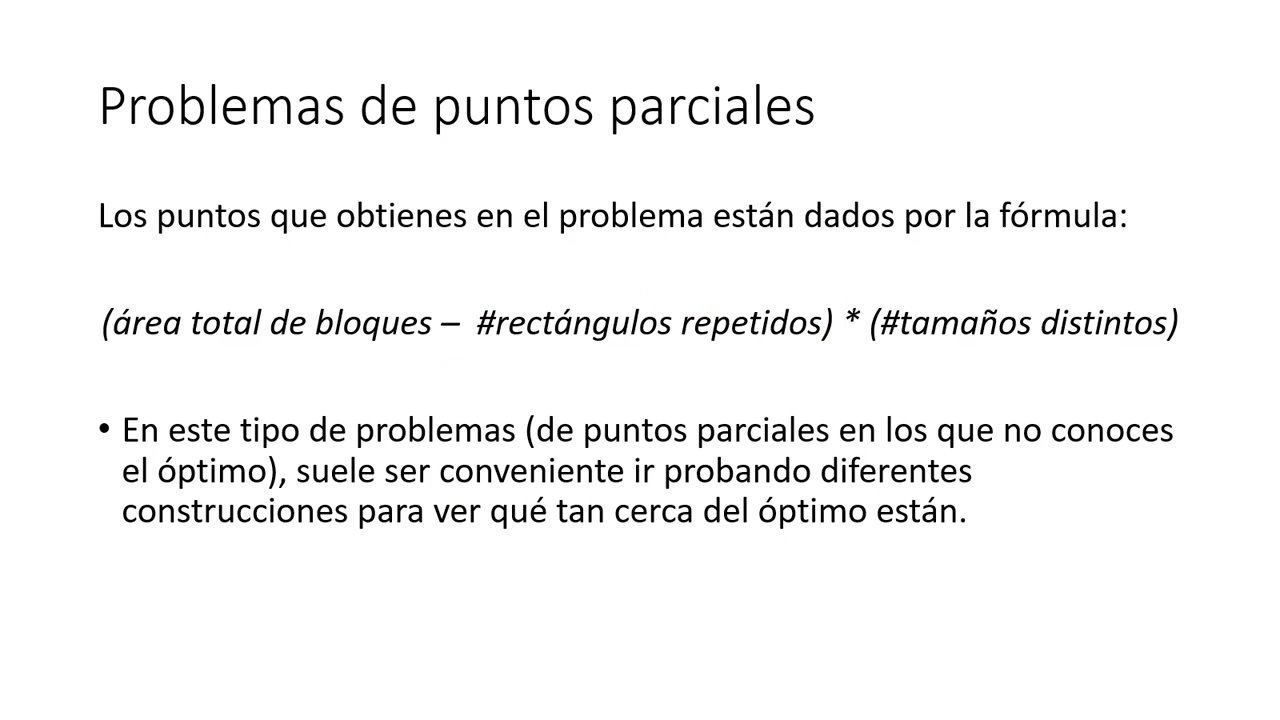 Problemas de puntos parciales
Los puntos que obtienes en el problema están dados por la fórmula:
(área total de bloques – #rectángulos repetidos) * (#tamaños distintos)
• En este tipo de problemas (de puntos parciales en los que no conoces
el óptimo), suele ser conveniente ir probando diferentes
construcciones para ver qué tan cerca del óptimo están.